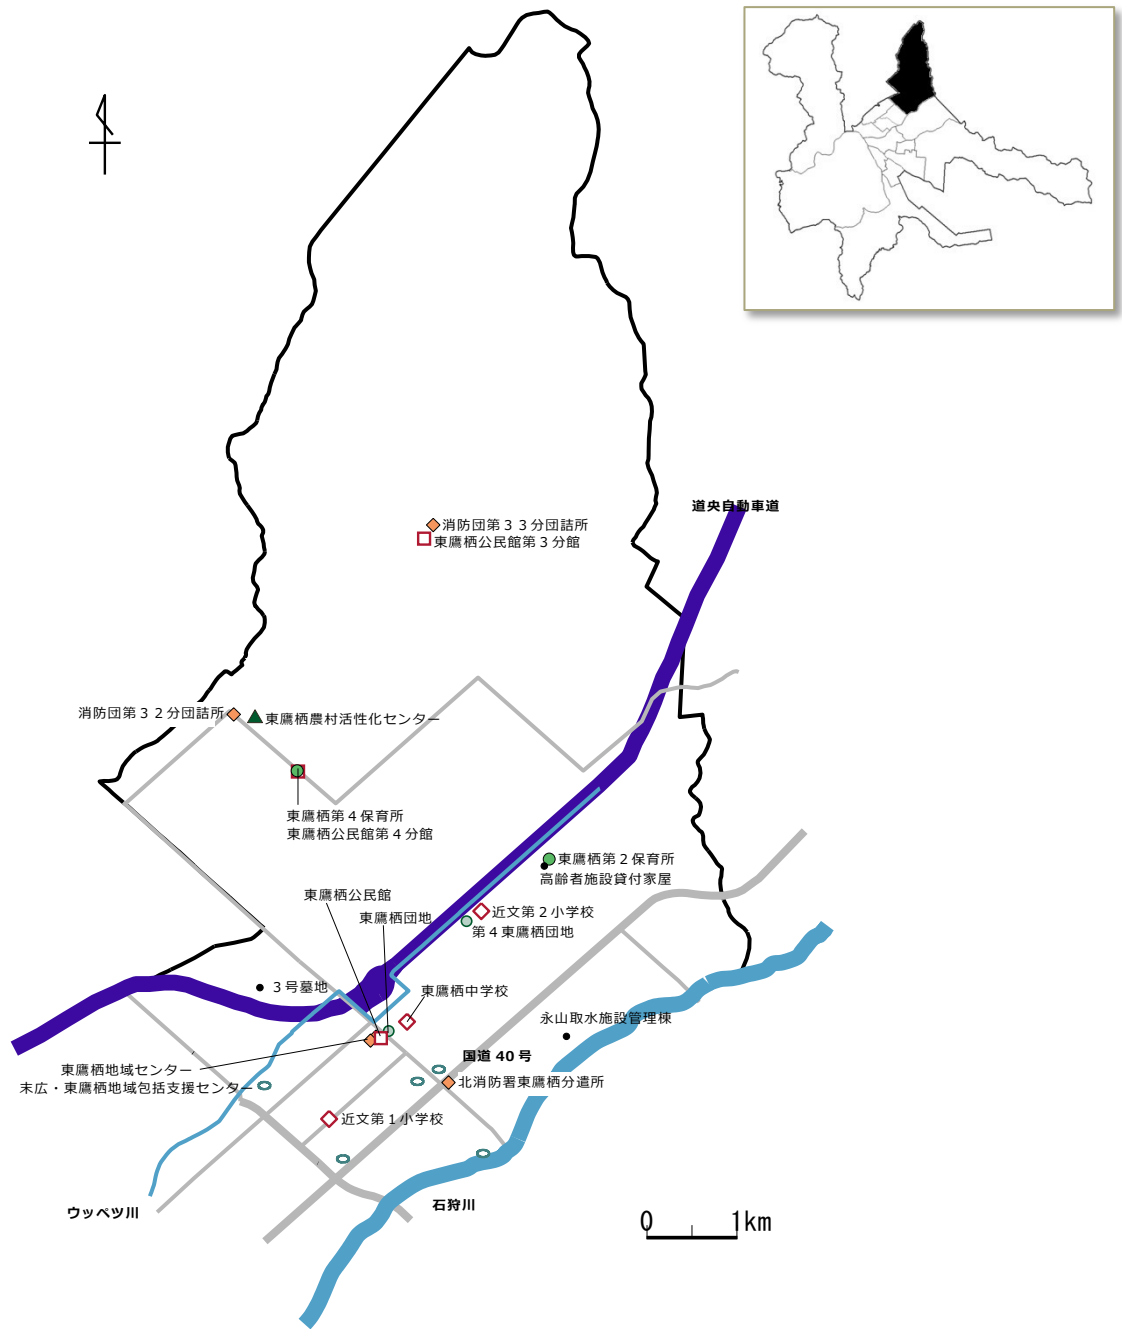 道央自動車道
消防団第３３分団詰所
東鷹栖公民館第３分館
消防団第３２分団詰所
東鷹栖農村活性化センター
東鷹栖第４保育所
東鷹栖公民館第４分館
東鷹栖第２保育所
高齢者施設貸付家屋
東鷹栖公民館
東鷹栖団地
近文第２小学校
第４東鷹栖団地
３号墓地
東鷹栖中学校
永山取水施設管理棟
東鷹栖地域センター
末広・東鷹栖地域包括支援センター
国道 40 号
北消防署東鷹栖分遣所
近文第１小学校
ウッペツ川
石狩川
0 1km